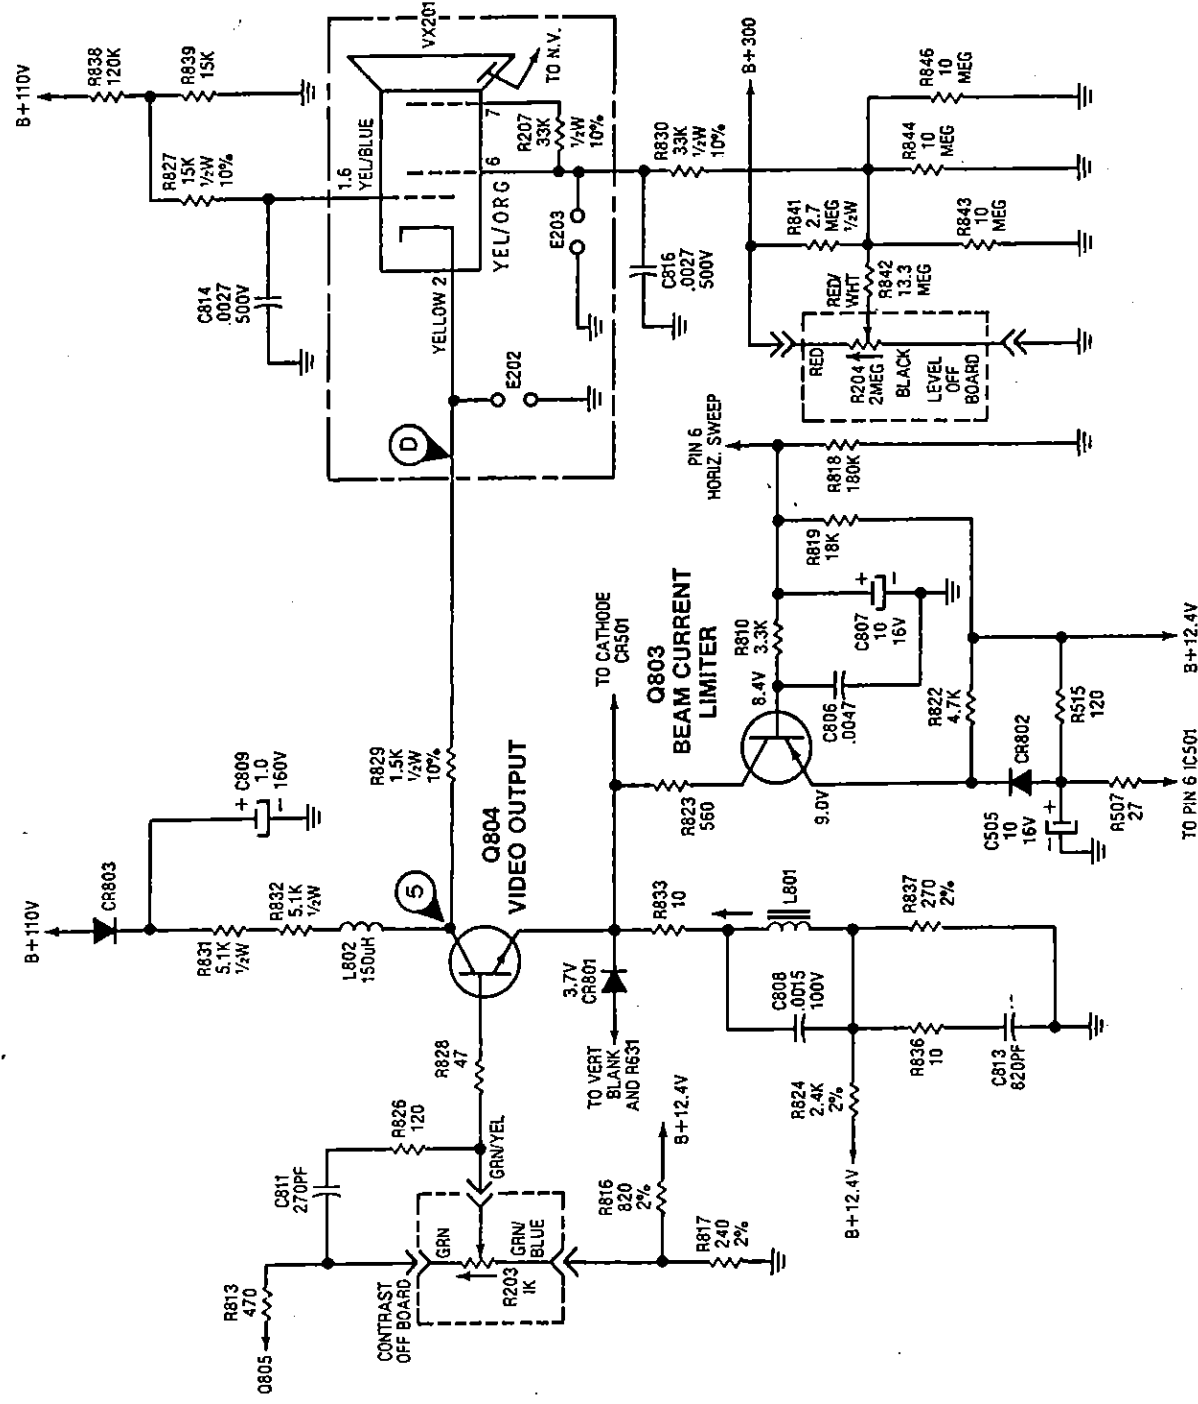 B+110V
R838
120K
R839
15K
R827
15K
½W
10%
C814
.0027
500V
1.6
YEL/BLUE
VX201
TO N.V.
7
R207
33K
½W
10%
6
YEL/ORG
YELLOW 2
E203
E202
D
C816
.0027
500V
R830
33K
½W
10%
B+300
R846
10
MEG
R844
10
MEG
R841
2.7
MEG
½W
R843
10
MEG
RED/
WHT
R842
13.3
MEG
RED
R204
2MEG
BLACK
LEVEL
OFF
BOARD
PIN 6
HORIZ. SWEEP
R818
180K
R819
18K
R810
3.3K
C807
10
16V
+
-
8.4V
C806
.0047
Q803
BEAM CURRENT
LIMITER
TO CATHODE
CR501
R822
4.7K
B+12.4V
R515
120
CR802
R823
560
9.0V
C505
10
16V
+
-
R507
27
TO PIN 6 IC501
B+110V
CR803
C809
1.0
160V
+
-
R831
5.1K
½W
R832
5.1K
½W
L802
150uH
5
R829
1.5K
½W
10%
Q804
VIDEO OUTPUT
3.7V
CR801
TO VERT
BLANK
AND R631
R833
10
L801
C808
.0015
100V
R837
270
2%
R836
10
C813
820PF
R824
2.4K
2%
B+12.4V
R828
47
R826
120
C811
270PF
GRN/YEL
GRN
GRN/
BLUE
R203
1K
CONTRAST
OFF BOARD
R813
470
Q805
R816
820
2%
B+12.4V
R817
240
2%